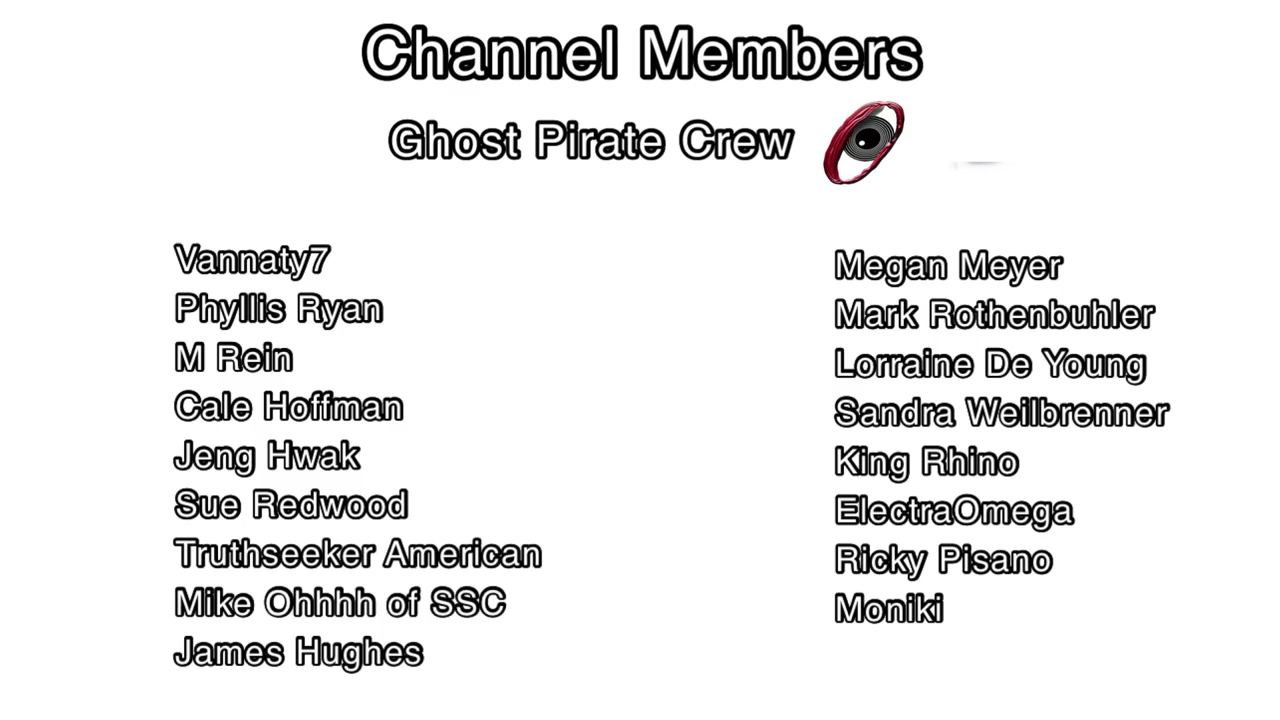 Channel Members
Ghost Pirate Crew
Vannaty7
Phyllis Ryan
M Rein
Cale Hoffman
Jeng Hwak
Sue Redwood
Truthseeker American
Mike Ohhhh of SSC
James Hughes
Megan Meyer
Mark Rothenbuhler
Lorraine De Young
Sandra Weilbrenner
King Rhino
ElectraOmega
Ricky Pisano
Moniki